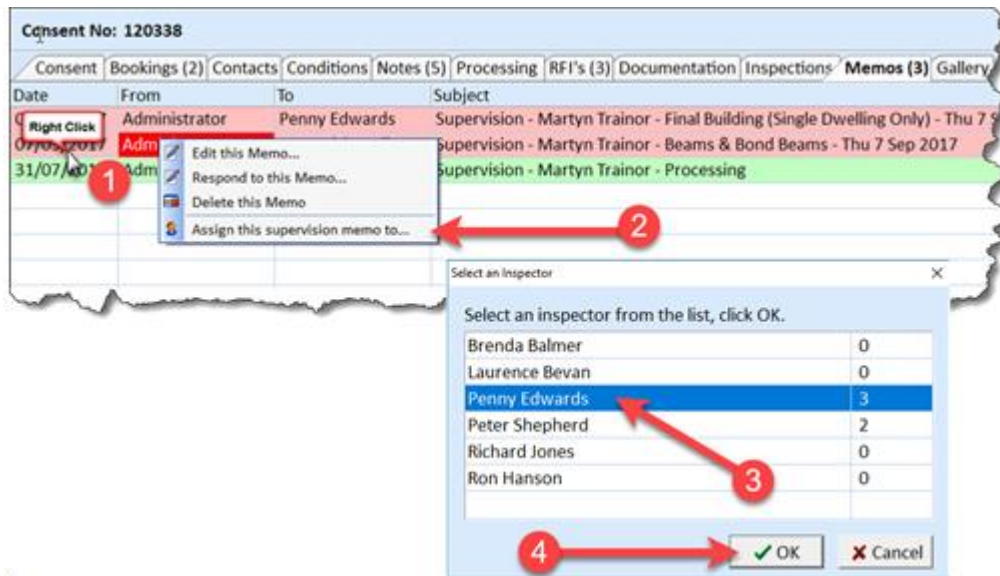 Consent No: 120338
Consent Bookings (2) Contacts Conditions Notes (5) Processing RFI's (3) Documentation Inspections Memos (3) Gallery
Date From To Subject
Right Click
Administrator Penny Edwards Supervision - Martyn Trainor - Final Building (Single Dwelling Only) - Thu 7 S
07/09/2017 Adm Supervision - Martyn Trainor - Beams & Bond Beams - Thu 7 Sep 2017
31/07/ Adm Supervision - Martyn Trainor - Processing
1
Edit this Memo...
Respond to this Memo...
Delete this Memo
Assign this supervision memo to...
2
Select an Inspector
Select an inspector from the list, click OK.
Brenda Balmer 0
Laurence Bevan 0
Penny Edwards 3
Peter Shepherd 2
Richard Jones 0
Ron Hanson 0
3
4
OK Cancel